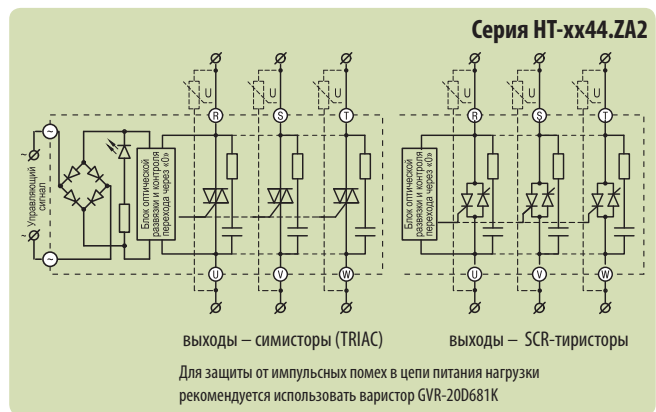 Серия HT-xx44.ZA2
U U U U U U
R S T R S T
~
~
Управляющий
сигнал
~
~
Блок оптической
развязки и контроля
перехода через «0»
Блок оптической
развязки и контроля
перехода через «0»
U V W U V W
выходы – симисторы (TRIAC) выходы – SCR-тиристоры
Для защиты от импульсных помех в цепи питания нагрузки
рекомендуется использовать варистор GVR-20D681K